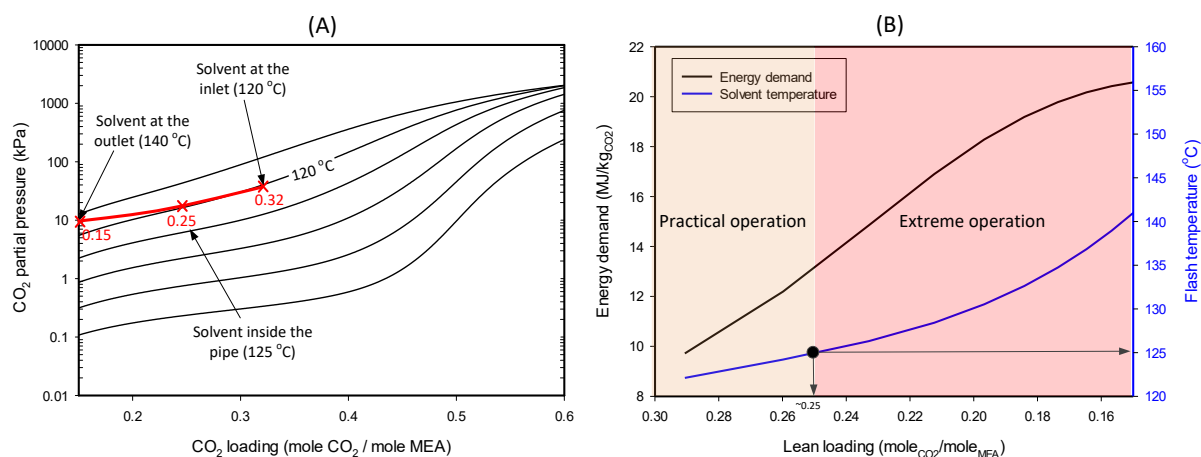 (A)
CO2 partial pressure (kPa)
10000
1000
100
10
1
0.1
0.01
Solvent at the
inlet (120 °C)
Solvent at the
outlet (140 °C)
120 °C
0.15
0.25
0.32
Solvent inside the
pipe (125 °C)
0.2
0.3
0.4
0.5
0.6
CO2 loading (mole CO2 / mole MEA)
(B)
Energy demand (MJ/kgCO2)
22
20
18
16
14
12
10
8
Energy demand
Solvent temperature
Practical operation
Extreme operation
~0.25
160
155
150
145
140
135
130
125
120
Flash temperature (°C)
0.30
0.28
0.26
0.24
0.22
0.20
0.18
0.16
Lean loading (moleCO2/moleMEA)